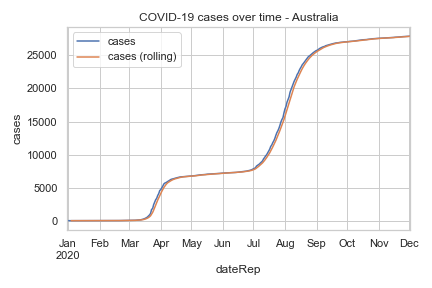 COVID-19 cases over time - Australia
cases
cases (rolling)
25000
20000
15000
10000
5000
0
cases
Jan Feb Mar Apr May Jun Jul Aug Sep Oct Nov Dec
2020
dateRep